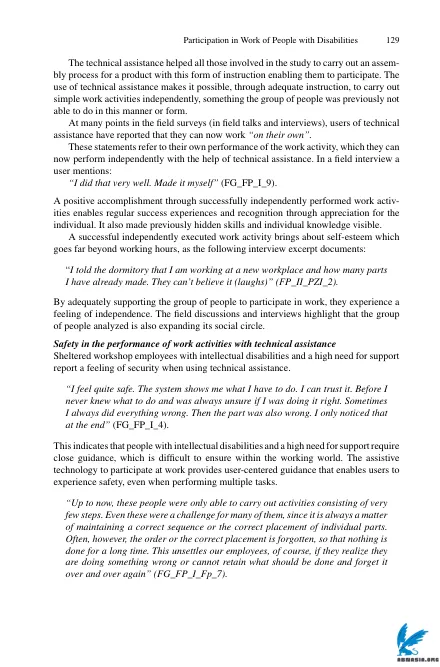 Participation in Work of People with Disabilities 129
The technical assistance helped all those involved in the study to carry out an assem-
bly process for a product with this form of instruction enabling them to participate. The
use of technical assistance makes it possible, through adequate instruction, to carry out
simple work activities independently, something the group of people was previously not
able to do in this manner or form.
At many points in the field surveys (in field talks and interviews), users of technical
assistance have reported that they can now work “on their own”.
These statements refer to their own performance of the work activity, which they can
now perform independently with the help of technical assistance. In a field interview a
user mentions:
“I did that very well. Made it myself” (FG_FP_I_9).
A positive accomplishment through successfully independently performed work activ-
ities enables regular success experiences and recognition through appreciation for the
individual. It also made previously hidden skills and individual knowledge visible.
A successful independently executed work activity brings about self-esteem which
goes far beyond working hours, as the following interview excerpt documents:
“I told the dormitory that I am working at a new workplace and how many parts
I have already made. They can’t believe it (laughs)” (FP_II_PZI_2).
By adequately supporting the group of people to participate in work, they experience a
feeling of independence. The field discussions and interviews highlight that the group
of people analyzed is also expanding its social circle.
Safety in the performance of work activities with technical assistance
Sheltered workshop employees with intellectual disabilities and a high need for support
report a feeling of security when using technical assistance.
“I feel quite safe. The system shows me what I have to do. I can trust it. Before I
never knew what to do and was always unsure if I was doing it right. Sometimes
I always did everything wrong. Then the part was also wrong. I only noticed that
at the end” (FG_FP_I_4).
This indicates that people with intellectual disabilities and a high need for support require
close guidance, which is difficult to ensure within the working world. The assistive
technology to participate at work provides user-centered guidance that enables users to
experience safety, even when performing multiple tasks.
“Up to now, these people were only able to carry out activities consisting of very
few steps. Even these were a challenge for many of them, since it is always a matter
of maintaining a correct sequence or the correct placement of individual parts.
Often, however, the order or the correct placement is forgotten, so that nothing is
done for a long time. This unsettles our employees, of course, if they realize they
are doing something wrong or cannot retain what should be done and forget it
over and over again” (FG_FP_I_Fp_7).